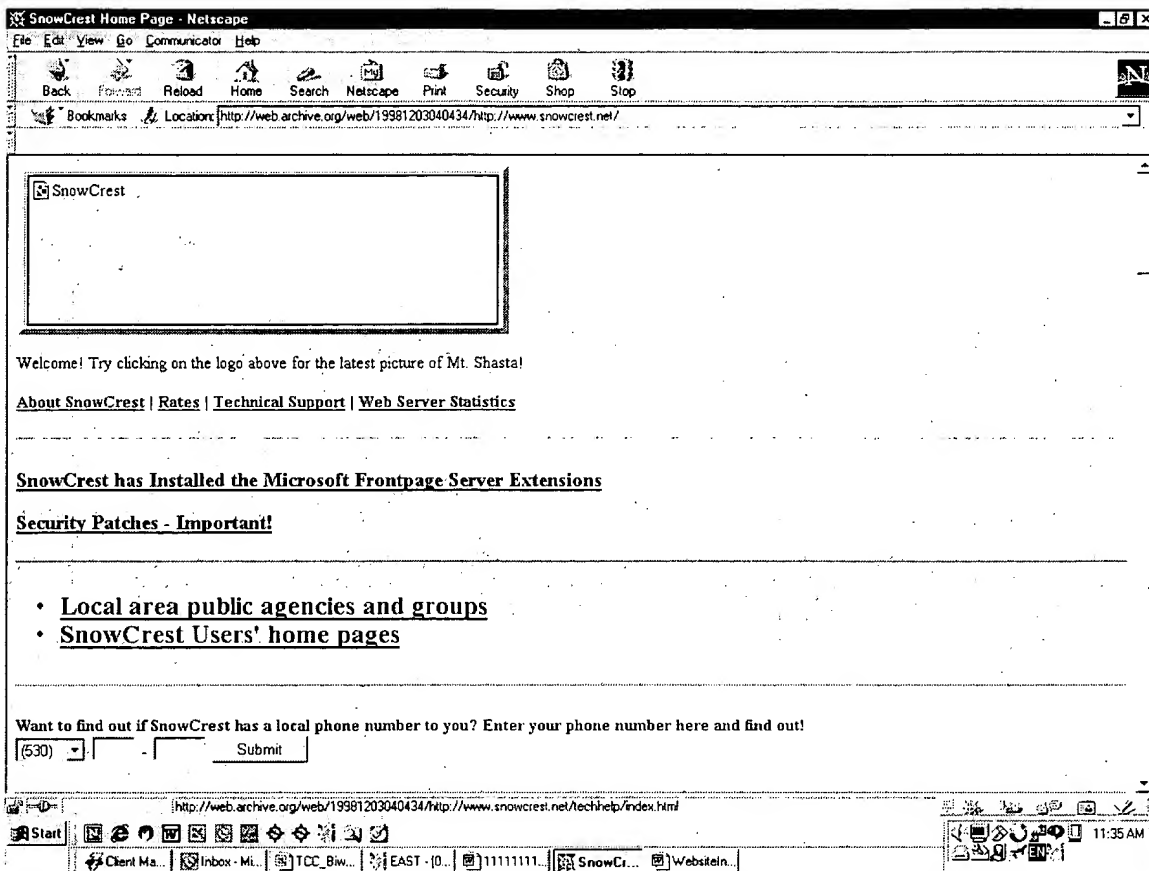 SnowCrest Home Page - Netscape
File Edit View Go Communicator Help
Back Forward Reload Home Search Netscape Print Security Shop Stop
Bookmarks Location: http://web.archive.org/web/19981203040434/http://www.snowcrest.net/
SnowCrest
Welcome! Try clicking on the logo above for the latest picture of Mt. Shasta!
About SnowCrest | Rates | Technical Support | Web Server Statistics
SnowCrest has Installed the Microsoft Frontpage Server Extensions
Security Patches - Important!
• Local area public agencies and groups
• SnowCrest Users' home pages
Want to find out if SnowCrest has a local phone number to you? Enter your phone number here and find out!
(530) - Submit
http://web.archive.org/web/19981203040434/http://www.snowcrest.net/techhelp/index.html
Start 11:35 AM
Client Ma... Inbox - Mi... TCC_Biw... EAST - [0... 11111111... SnowCr... WebsiteIn...
EN